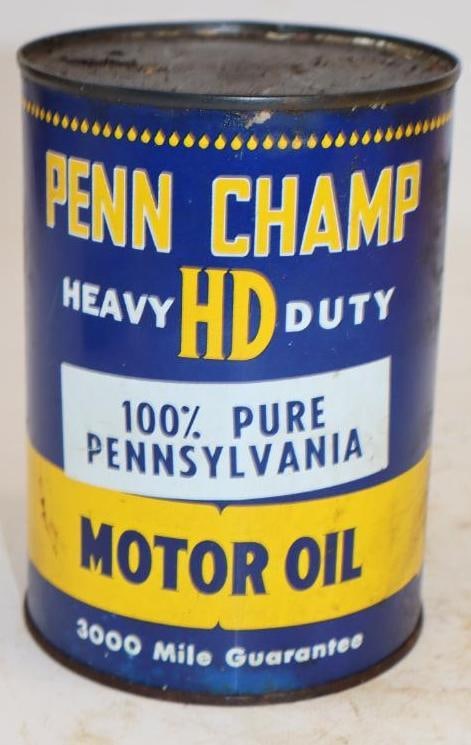 PENN CHAMP
HEAVY HD DUTY
100% PURE
PENNSYLVANIA
MOTOR OIL
3000 Mile Guarantee